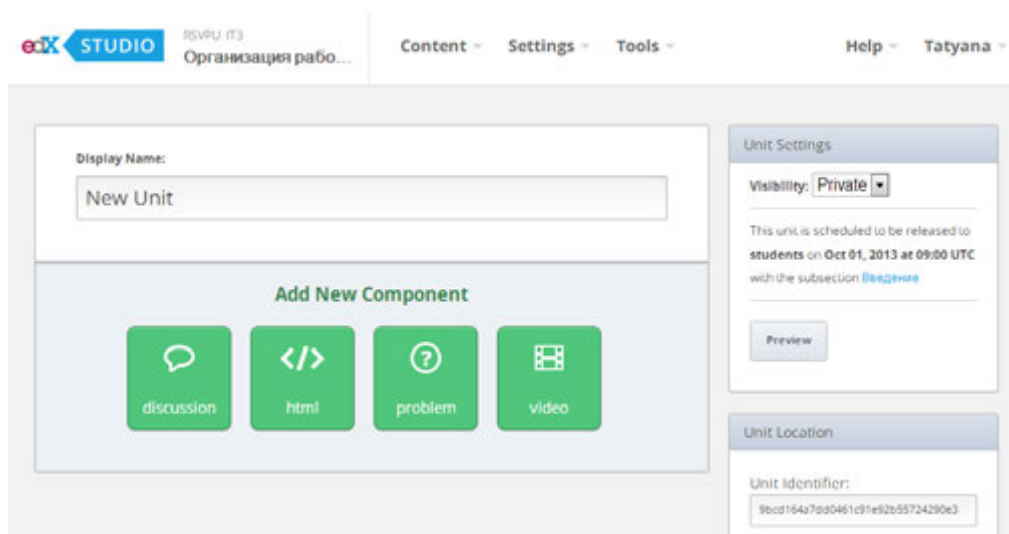 edX STUDIO
RSVPU IT3
Организация рабо...
Content
Settings
Tools
Help
Tatyana
Display Name:
New Unit
Add New Component
discussion
html
problem
video
Unit Settings
Visibility: Private
This unit is scheduled to be released to
students on Oct 01, 2013 at 09:00 UTC
with the subsection Введение
Preview
Unit Location
Unit Identifier:
9bcd164a7dd0461c91e92b55724290e3